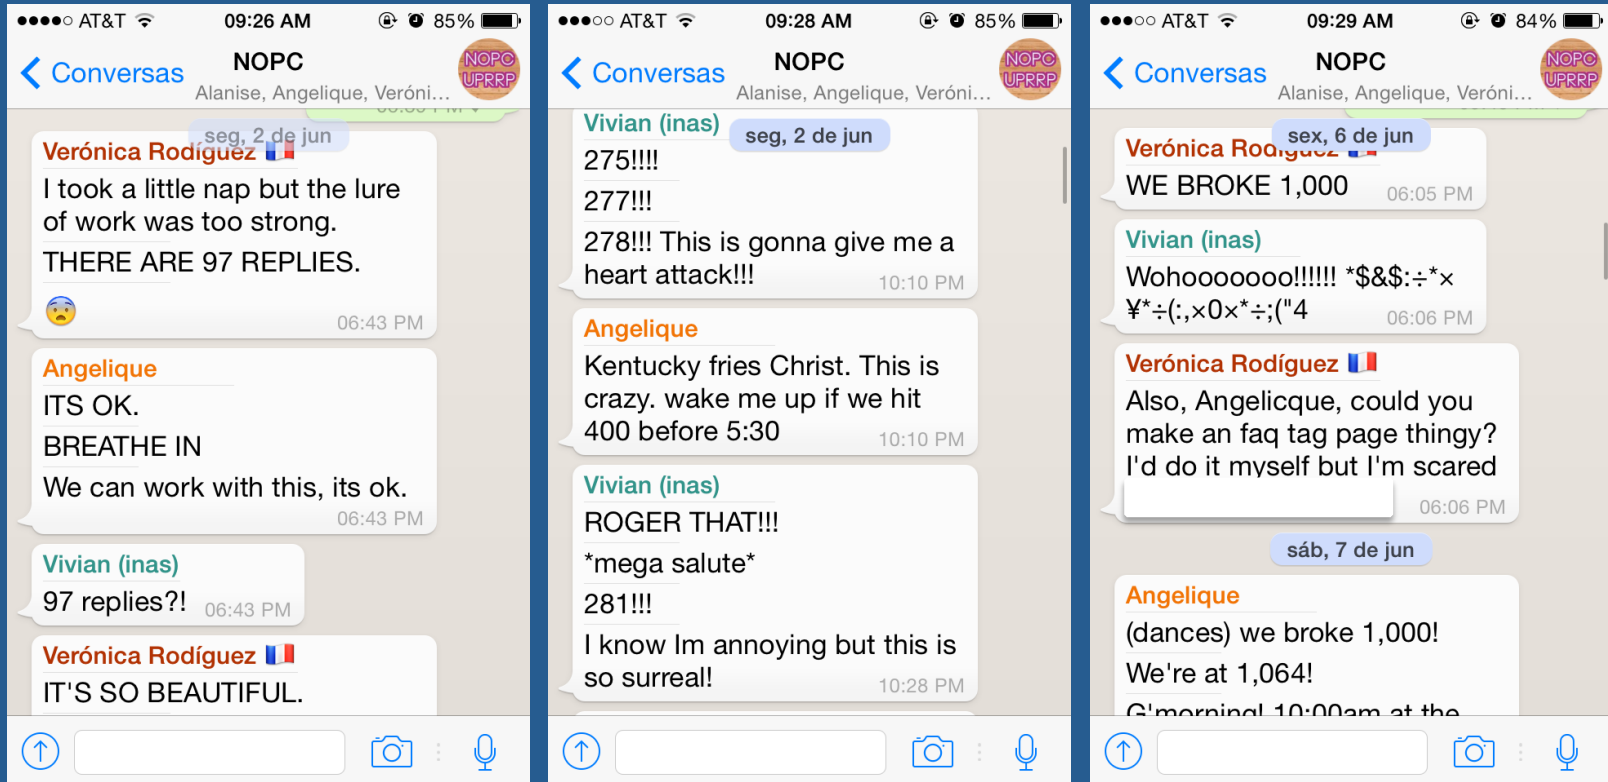 AT&T 09:26 AM 85%
Conversas
NOPC
Alanise, Angelique, Veróni...
NOPC
UPRRP
seg, 2 de jun
Verónica Rodíguez
I took a little nap but the lure
of work was too strong.
THERE ARE 97 REPLIES.
06:43 PM
Angelique
ITS OK.
BREATHE IN
We can work with this, its ok.
06:43 PM
Vivian (inas)
97 replies?! 06:43 PM
Verónica Rodíguez
IT'S SO BEAUTIFUL.
AT&T 09:28 AM 85%
Conversas
NOPC
Alanise, Angelique, Veróni...
NOPC
UPRRP
Vivian (inas)
seg, 2 de jun
275!!!!
277!!!
278!!! This is gonna give me a
heart attack!!! 10:10 PM
Angelique
Kentucky fries Christ. This is
crazy. wake me up if we hit
400 before 5:30 10:10 PM
Vivian (inas)
ROGER THAT!!!
*mega salute*
281!!!
I know Im annoying but this is
so surreal! 10:28 PM
AT&T 09:29 AM 84%
Conversas
NOPC
Alanise, Angelique, Veróni...
NOPC
UPRRP
sex, 6 de jun
Verónica Rodíguez
WE BROKE 1,000 06:05 PM
Vivian (inas)
Wohooooooo!!!!!! *$&$:÷*×
¥*÷(:,×0×*÷;("4 06:06 PM
Verónica Rodíguez
Also, Angelicque, could you
make an faq tag page thingy?
I'd do it myself but I'm scared
06:06 PM
sáb, 7 de jun
Angelique
(dances) we broke 1,000!
We're at 1,064!
G'morning! 10:00am at the